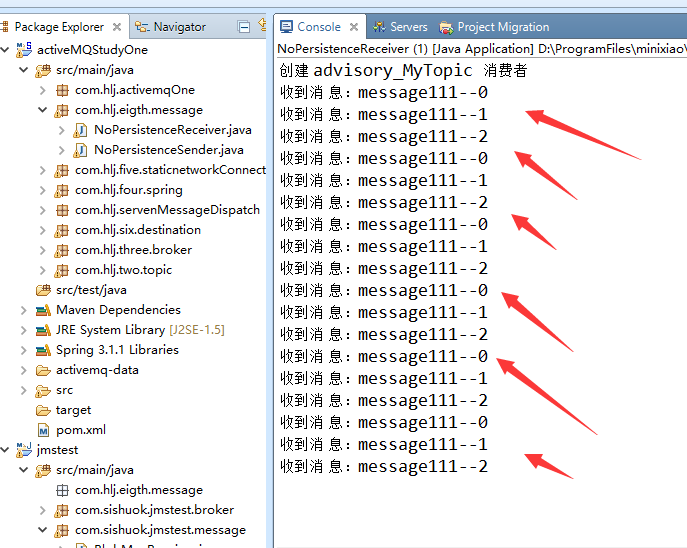 Package Explorer
Navigator
activeMQStudyOne
src/main/java
com.hlj.activemqOne
com.hlj.eigth.message
NoPersistenceReceiver.java
NoPersistenceSender.java
com.hlj.five.staticnetworkConnect
com.hlj.four.spring
com.hlj.servenMessageDispatch
com.hlj.six.destination
com.hlj.three.broker
com.hlj.two.topic
src/test/java
Maven Dependencies
JRE System Library [J2SE-1.5]
Spring 3.1.1 Libraries
activemq-data
src
target
pom.xml
jmstest
src/main/java
com.hlj.eigth.message
com.sishuok.jmstest.broker
com.sishuok.jmstest.message
Console
Servers
Project Migration
NoPersistenceReceiver (1) [Java Application] D:\ProgramFiles\minixiao\
创建 advisory_MyTopic 消费者
收到消息：message111--0
收到消息：message111--1
收到消息：message111--2
收到消息：message111--0
收到消息：message111--1
收到消息：message111--2
收到消息：message111--0
收到消息：message111--1
收到消息：message111--2
收到消息：message111--0
收到消息：message111--1
收到消息：message111--2
收到消息：message111--0
收到消息：message111--1
收到消息：message111--2
收到消息：message111--0
收到消息：message111--1
收到消息：message111--2